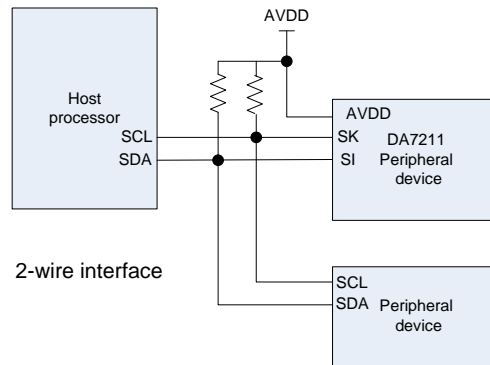 AVDD
Host
processor
SCL
SDA
AVDD
SK
DA7211
SI
Peripheral
device
2-wire interface
SCL
SDA
Peripheral
device